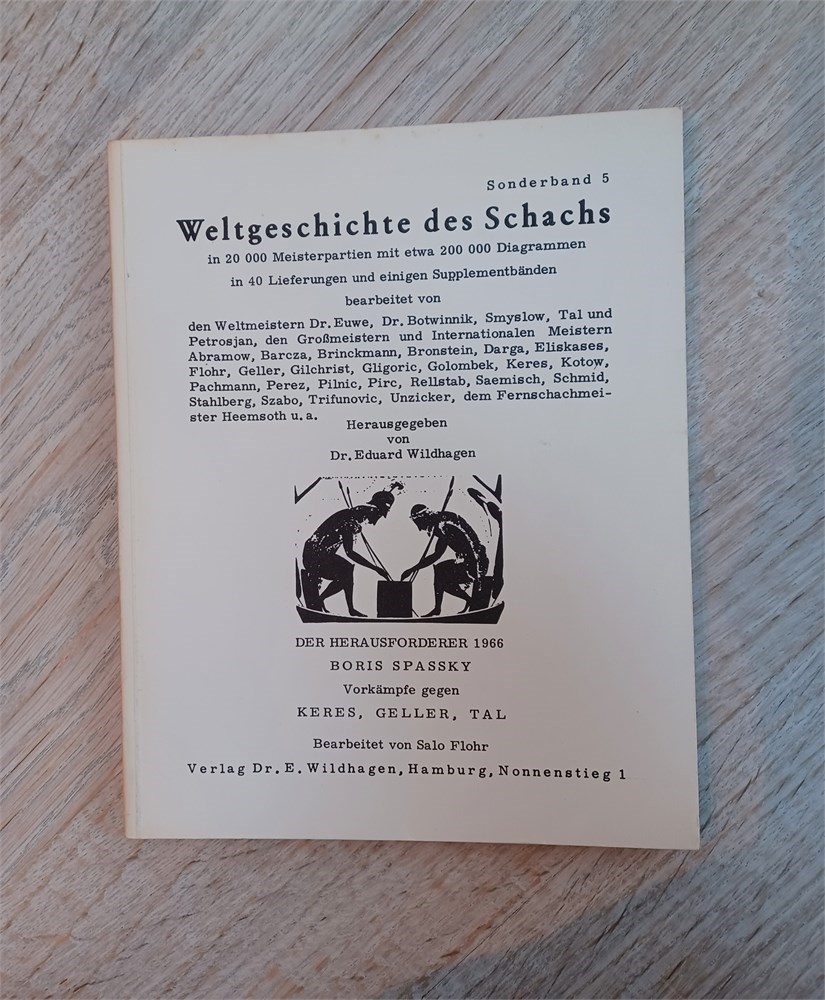 Sonderband 5
Weltgeschichte des Schachs
in 20 000 Meisterpartien mit etwa 200 000 Diagrammen
in 40 Lieferungen und einigen Supplementbänden
bearbeitet von
den Weltmeistern Dr. Euwe, Dr. Botwinnik, Smyslow, Tal und
Petrosjan, den Großmeistern und Internationalen Meistern
Abramow, Barcza, Brinckmann, Bronstein, Darga, Eliskases,
Flohr, Geller, Gilchrist, Gligoric, Golombek, Keres, Kotow,
Pachmann, Perez, Pilnic, Pirc, Rellstab, Saemisch, Schmid,
Stahlberg, Szabo, Trifunovic, Unzicker, dem Fernschachmei-
ster Heemsoth u. a.
Herausgegeben
von
Dr. Eduard Wildhagen
DER HERAUSFORDERER 1966
BORIS SPASSKY
Vorkämpfe gegen
KERES, GELLER, TAL
Bearbeitet von Salo Flohr
Verlag Dr. E. Wildhagen, Hamburg, Nonnenstieg 1